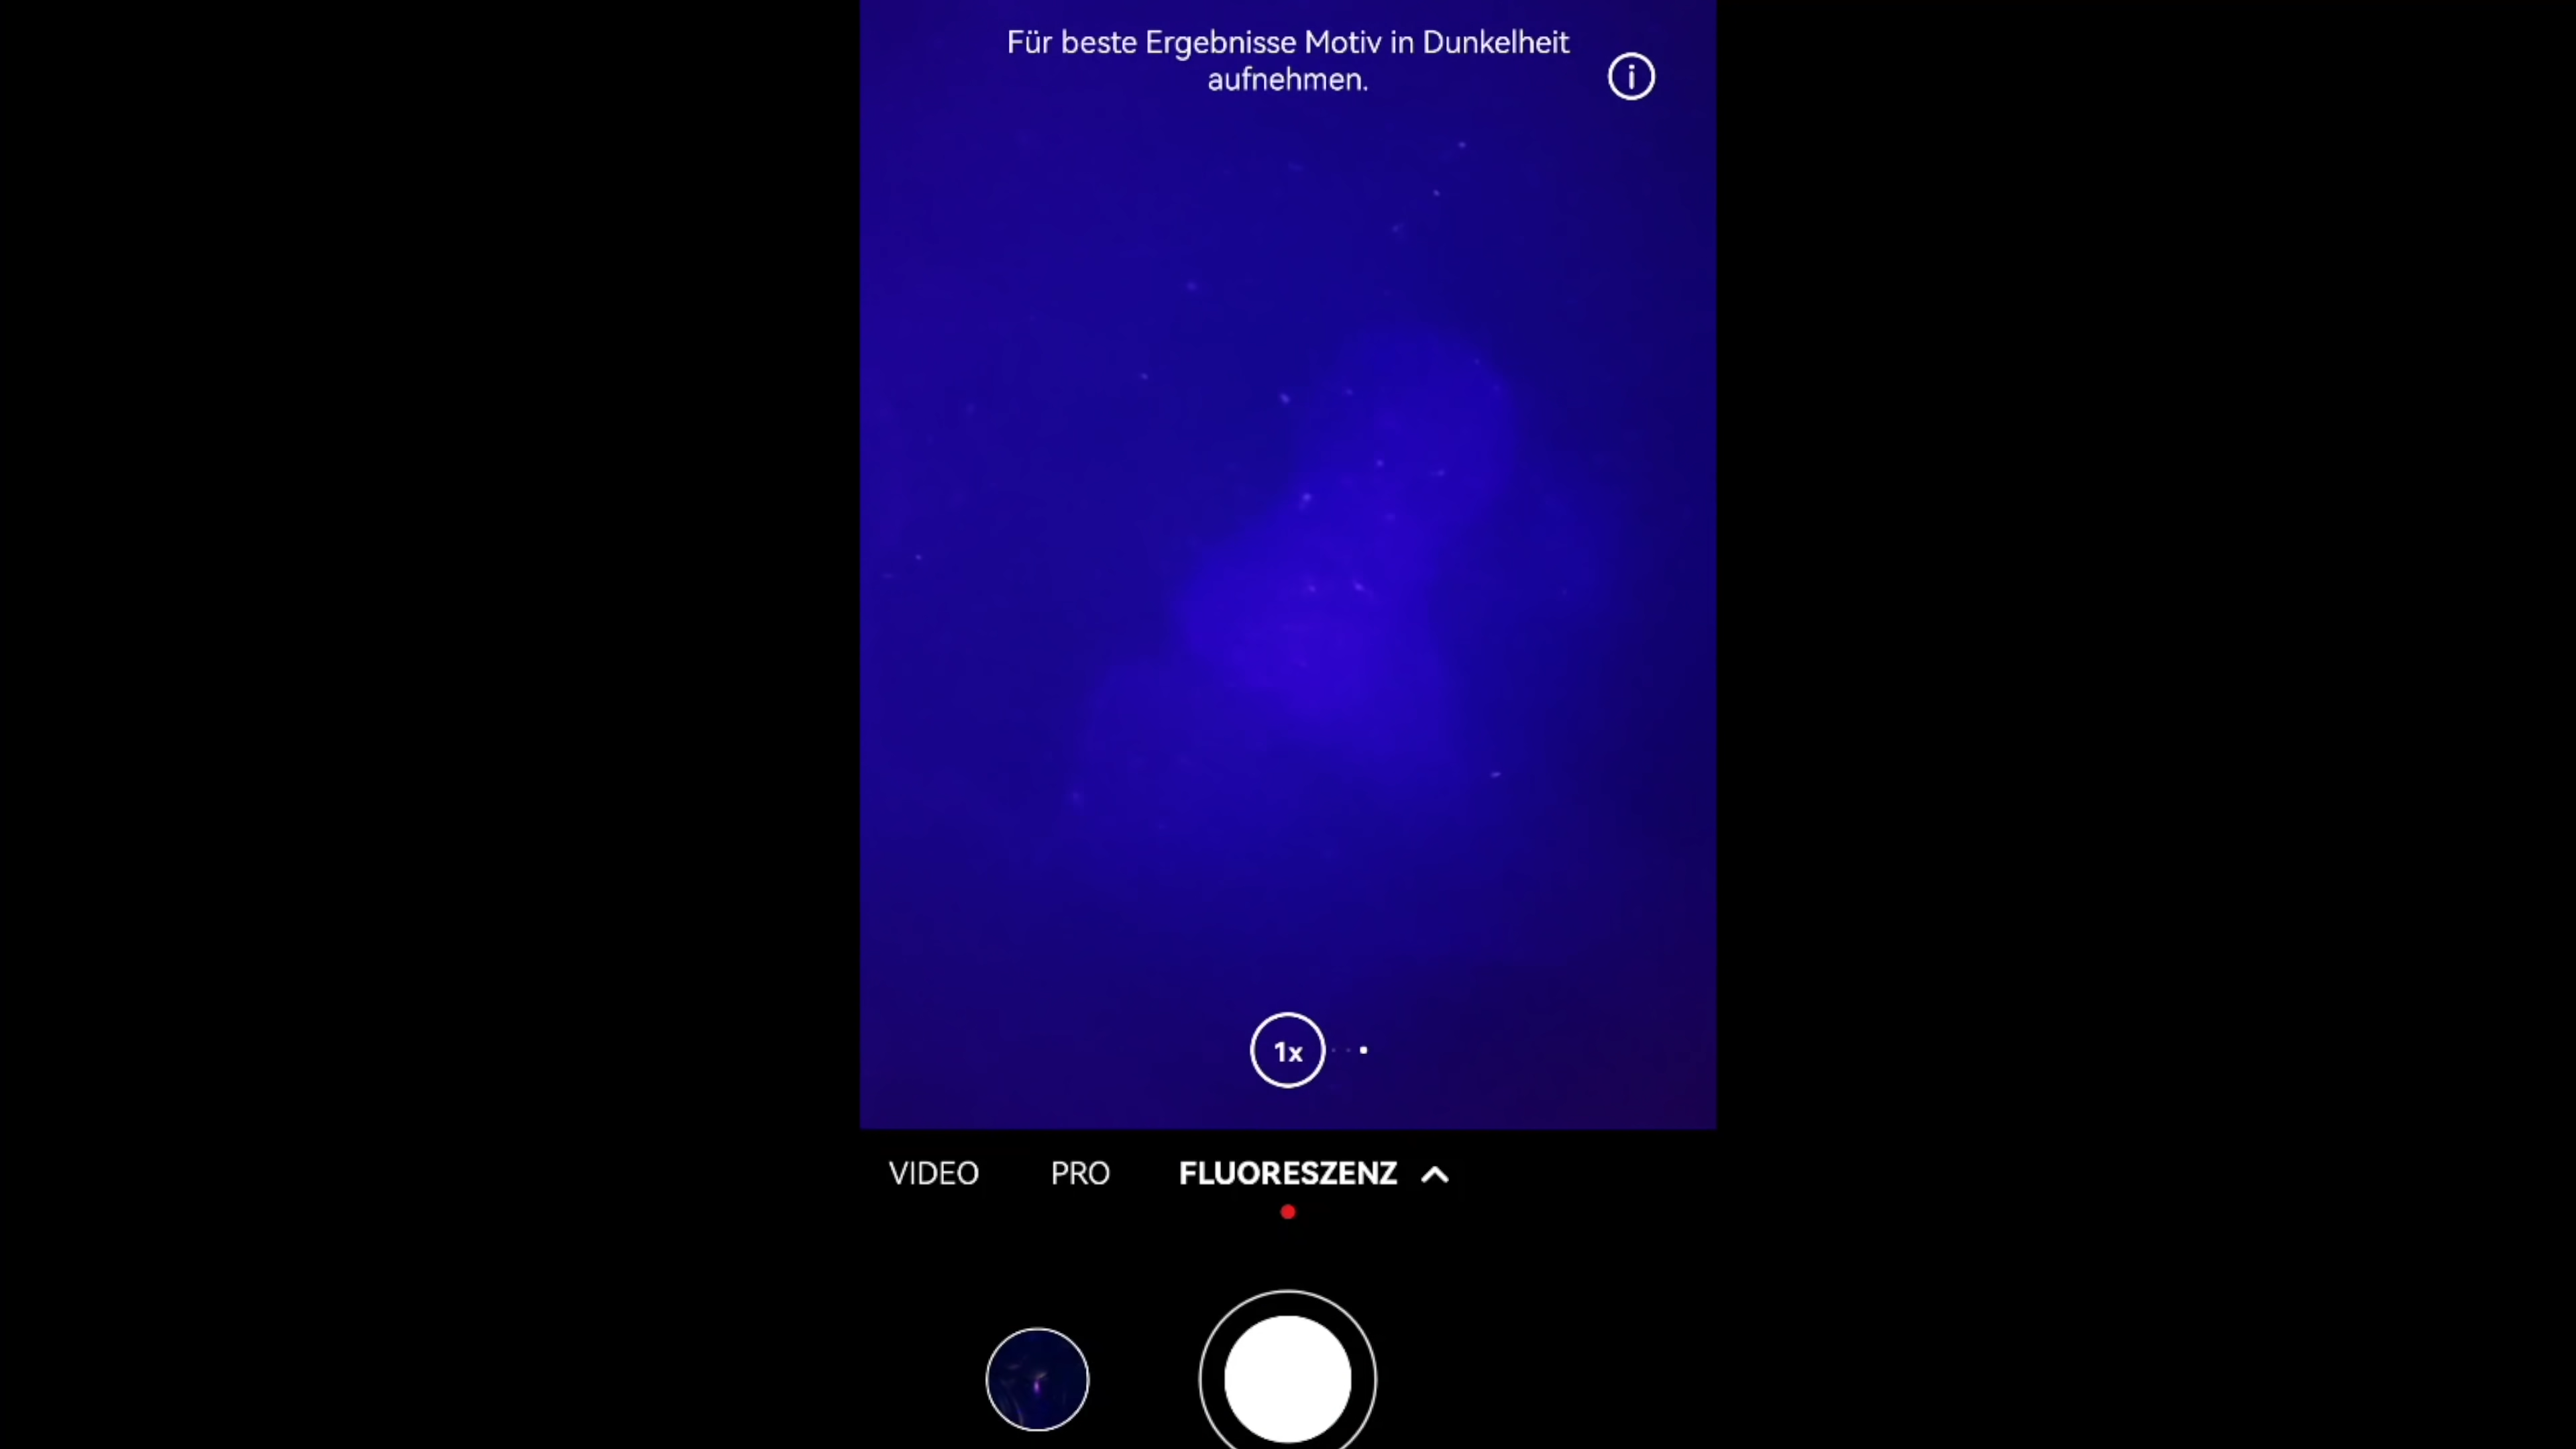 Für beste Ergebnisse Motiv in Dunkelheit
aufnehmen.
1x
VIDEO PRO FLUORESZENZ